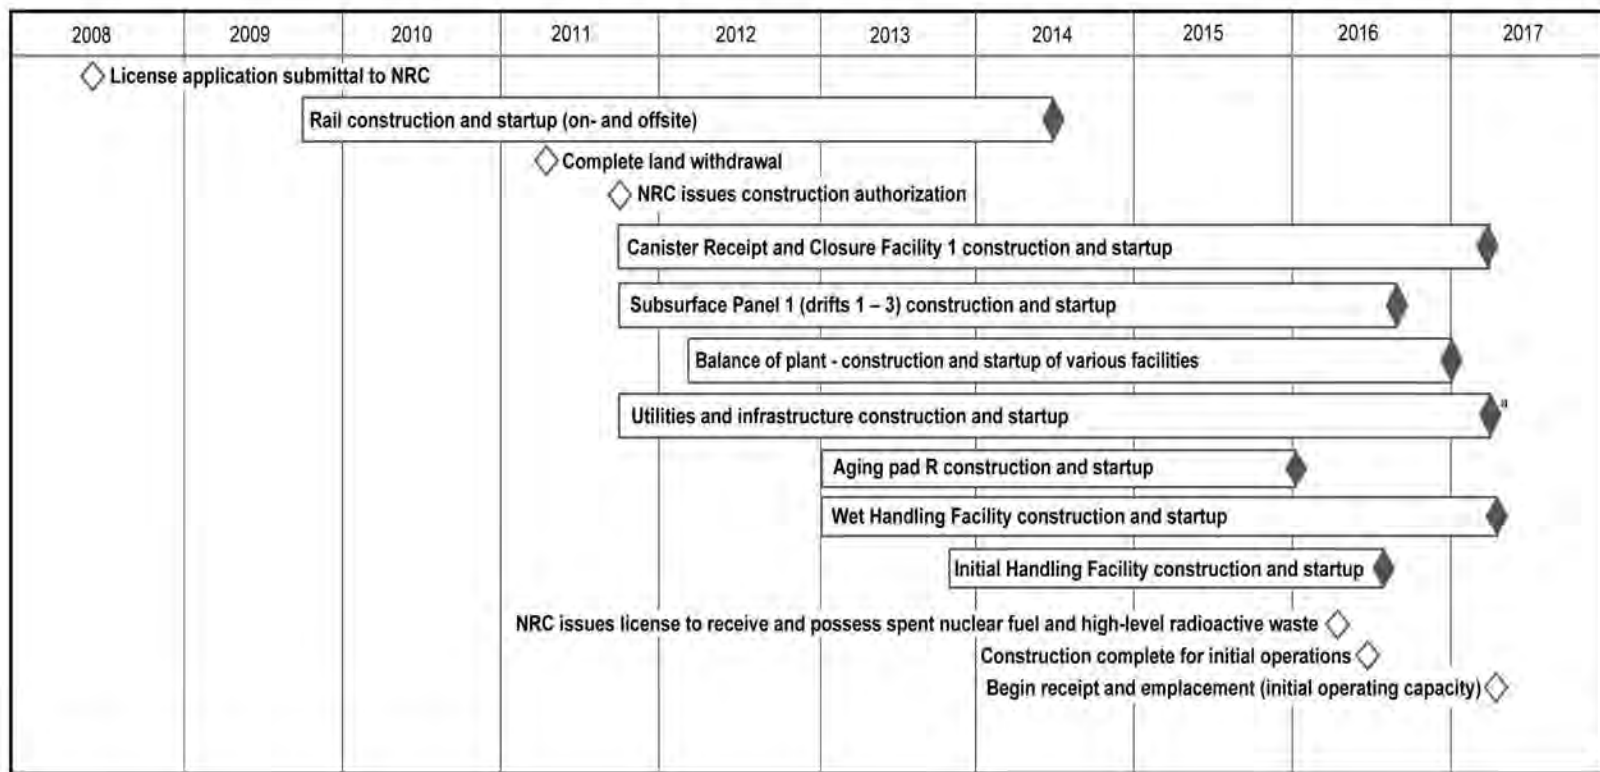 2008 2009 2010 2011 2012 2013 2014 2015 2016 2017
License application submittal to NRC
Rail construction and startup (on- and offsite)
Complete land withdrawal
NRC issues construction authorization
Canister Receipt and Closure Facility 1 construction and startup
Subsurface Panel 1 (drifts 1 – 3) construction and startup
Balance of plant - construction and startup of various facilities
Utilities and infrastructure construction and startup a
Aging pad R construction and startup
Wet Handling Facility construction and startup
Initial Handling Facility construction and startup
NRC issues license to receive and possess spent nuclear fuel and high-level radioactive waste
Construction complete for initial operations
Begin receipt and emplacement (initial operating capacity)